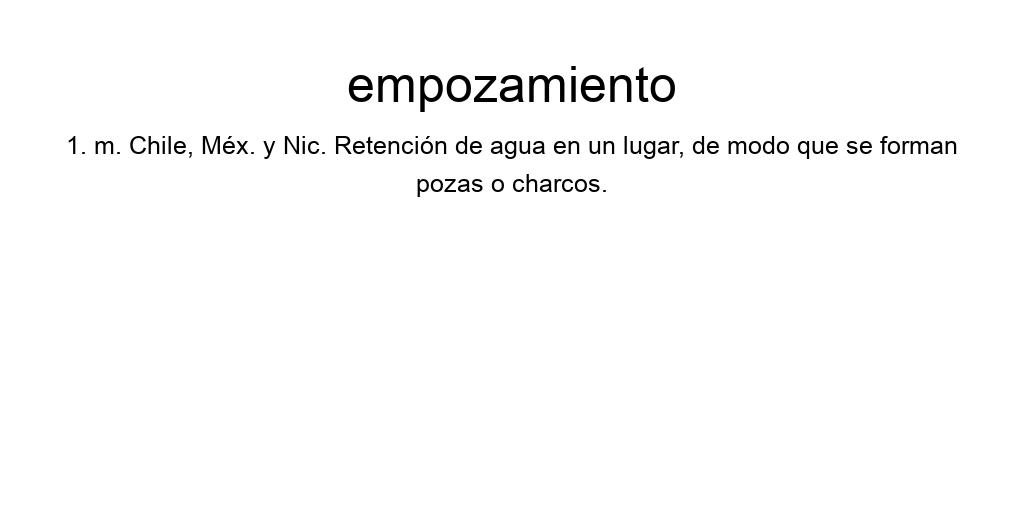 empozamiento
1. m. Chile, Méx. y Nic. Retención de agua en un lugar, de modo que se forman
pozas o charcos.